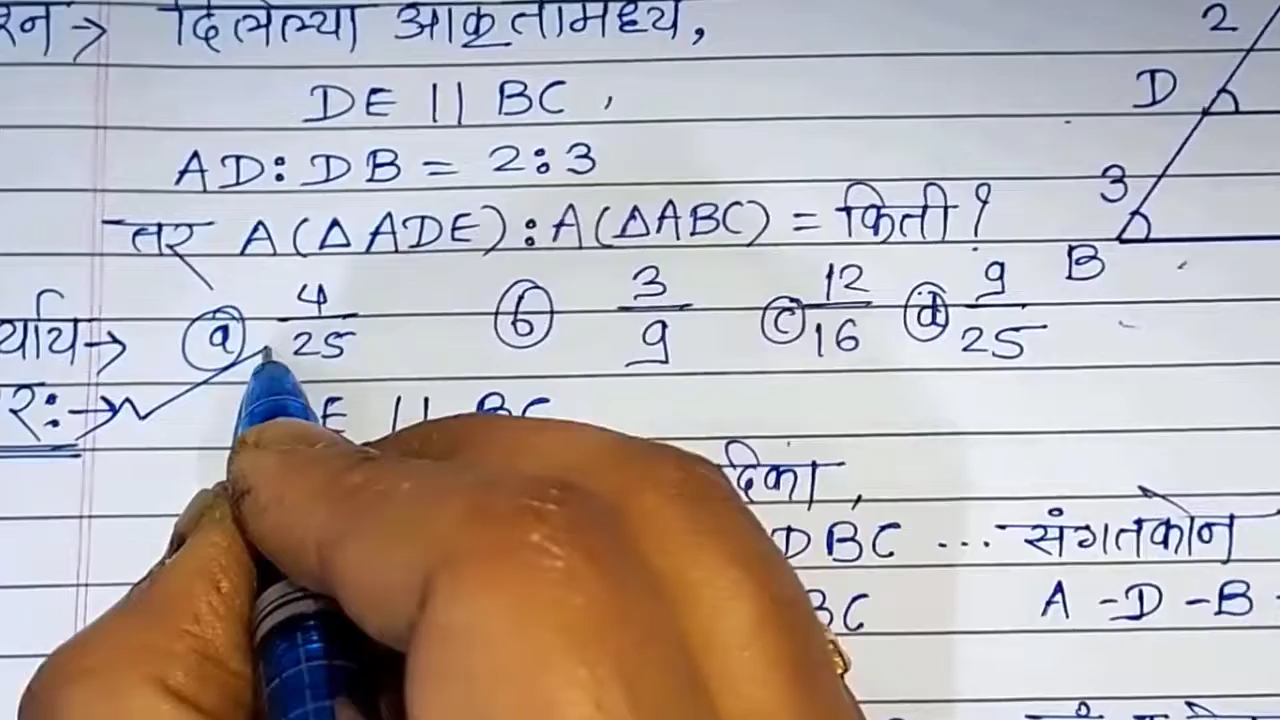 दिलेल्या आकृतीमध्ये,
DE || BC,
AD:DB = 2:3
तर A(△ADE):A(△ABC) = किती?
ⓐ 4/25 ⓑ 3/9 ⓒ 12/16 ⓓ 9/25
DE || BC
DBC ... संगतकोन
BC A-D-B
2
D
3
B